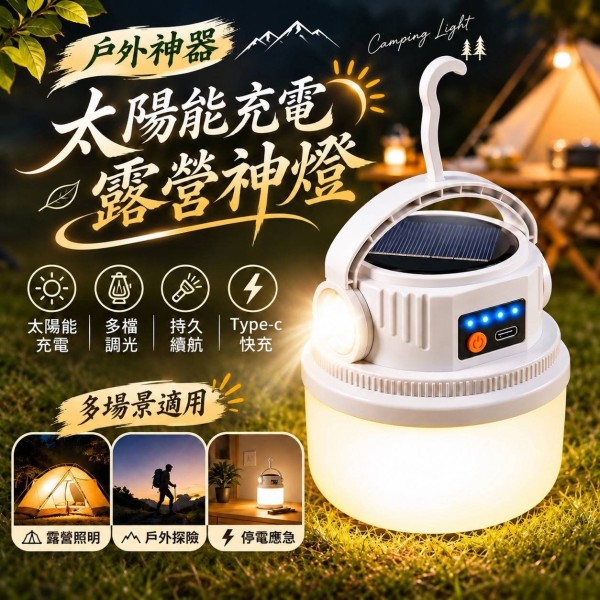 戶外神器
Camping Light
太陽能充電
露營神燈
太陽能
充電
多檔
調光
持久
續航
Type-c
快充
多場景適用
露營照明
戶外探險
停電應急